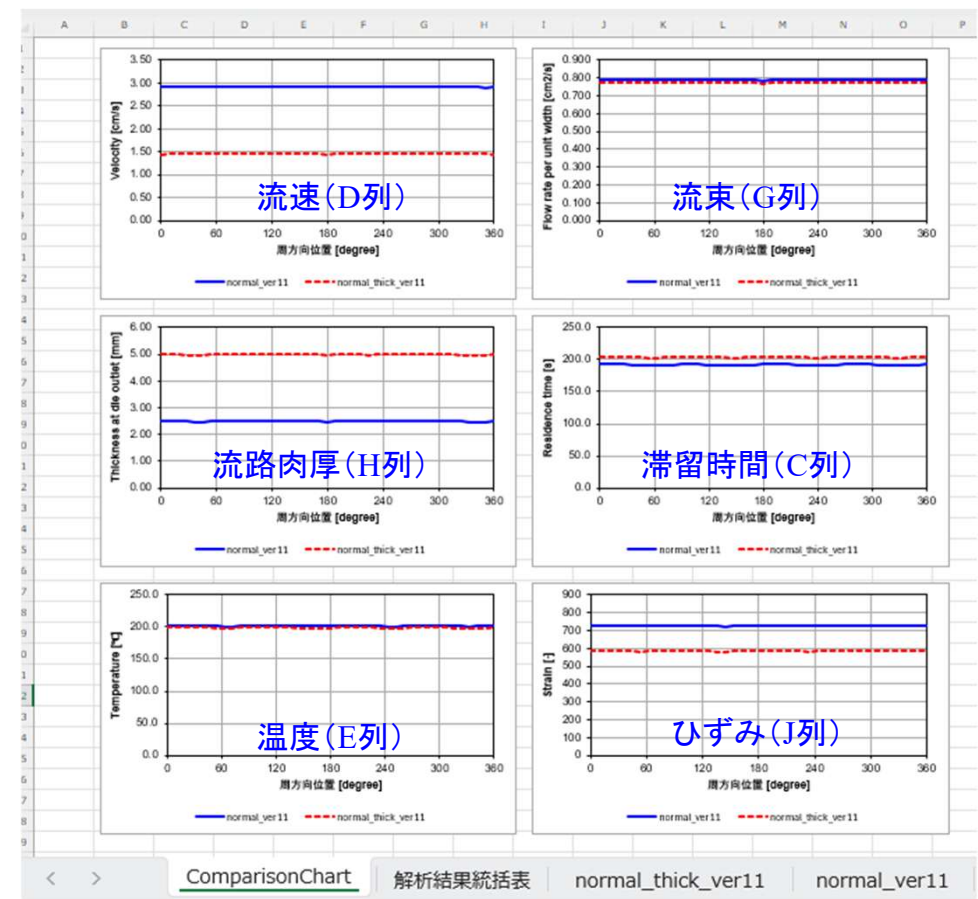 A B C D E F G H I J K L M N O P
3.50
3.00
2.50
2.00
1.50
1.00
0.50
0.00
Velocity [cm/s]
流速（D列）
0 60 120 180 240 300 360
周方向位置 [degree]
normal_ver11 normal_thick_ver11
0.900
0.800
0.700
0.600
0.500
0.400
0.300
0.200
0.100
0.000
Flow rate per unit width [cm2/s]
流束（G列）
0 60 120 180 240 300 360
周方向位置 [degree]
normal_ver11 normal_thick_ver11
6.00
5.00
4.00
3.00
2.00
1.00
0.00
Thickness at die outlet [mm]
流路肉厚（H列）
0 60 120 180 240 300 360
周方向位置 [degree]
normal_ver11 normal_thick_ver11
250.0
200.0
150.0
100.0
50.0
0.0
Residence time [s]
滞留時間（C列）
0 60 120 180 240 300 360
周方向位置 [degree]
normal_ver11 normal_thick_ver11
250.0
200.0
150.0
100.0
50.0
0.0
Temperature [℃]
温度（E列）
0 60 120 180 240 300 360
周方向位置 [degree]
normal_ver11 normal_thick_ver11
900
800
700
600
500
400
300
200
100
0
Strain [-]
ひずみ（J列）
0 60 120 180 240 300 360
周方向位置 [degree]
normal_ver11 normal_thick_ver11
ComparisonChart 解析結果統括表 normal_thick_ver11 normal_ver11